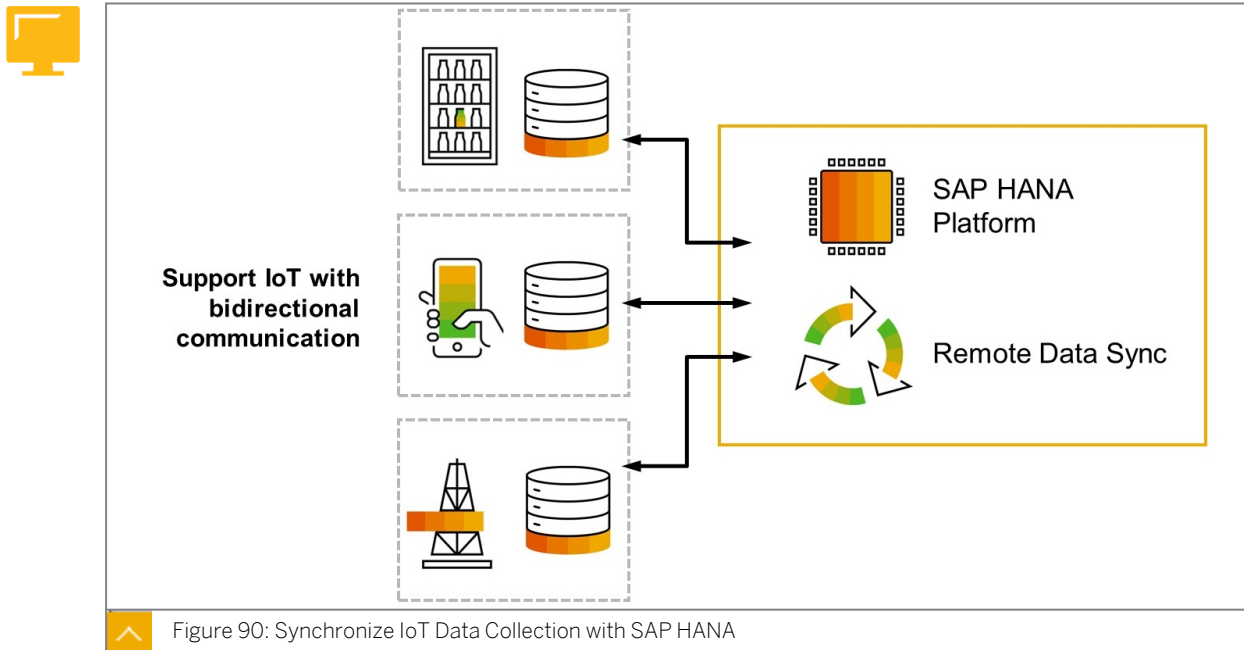 Support IoT with
bidirectional
communication
SAP HANA
Platform
Remote Data Sync
Figure 90: Synchronize IoT Data Collection with SAP HANA